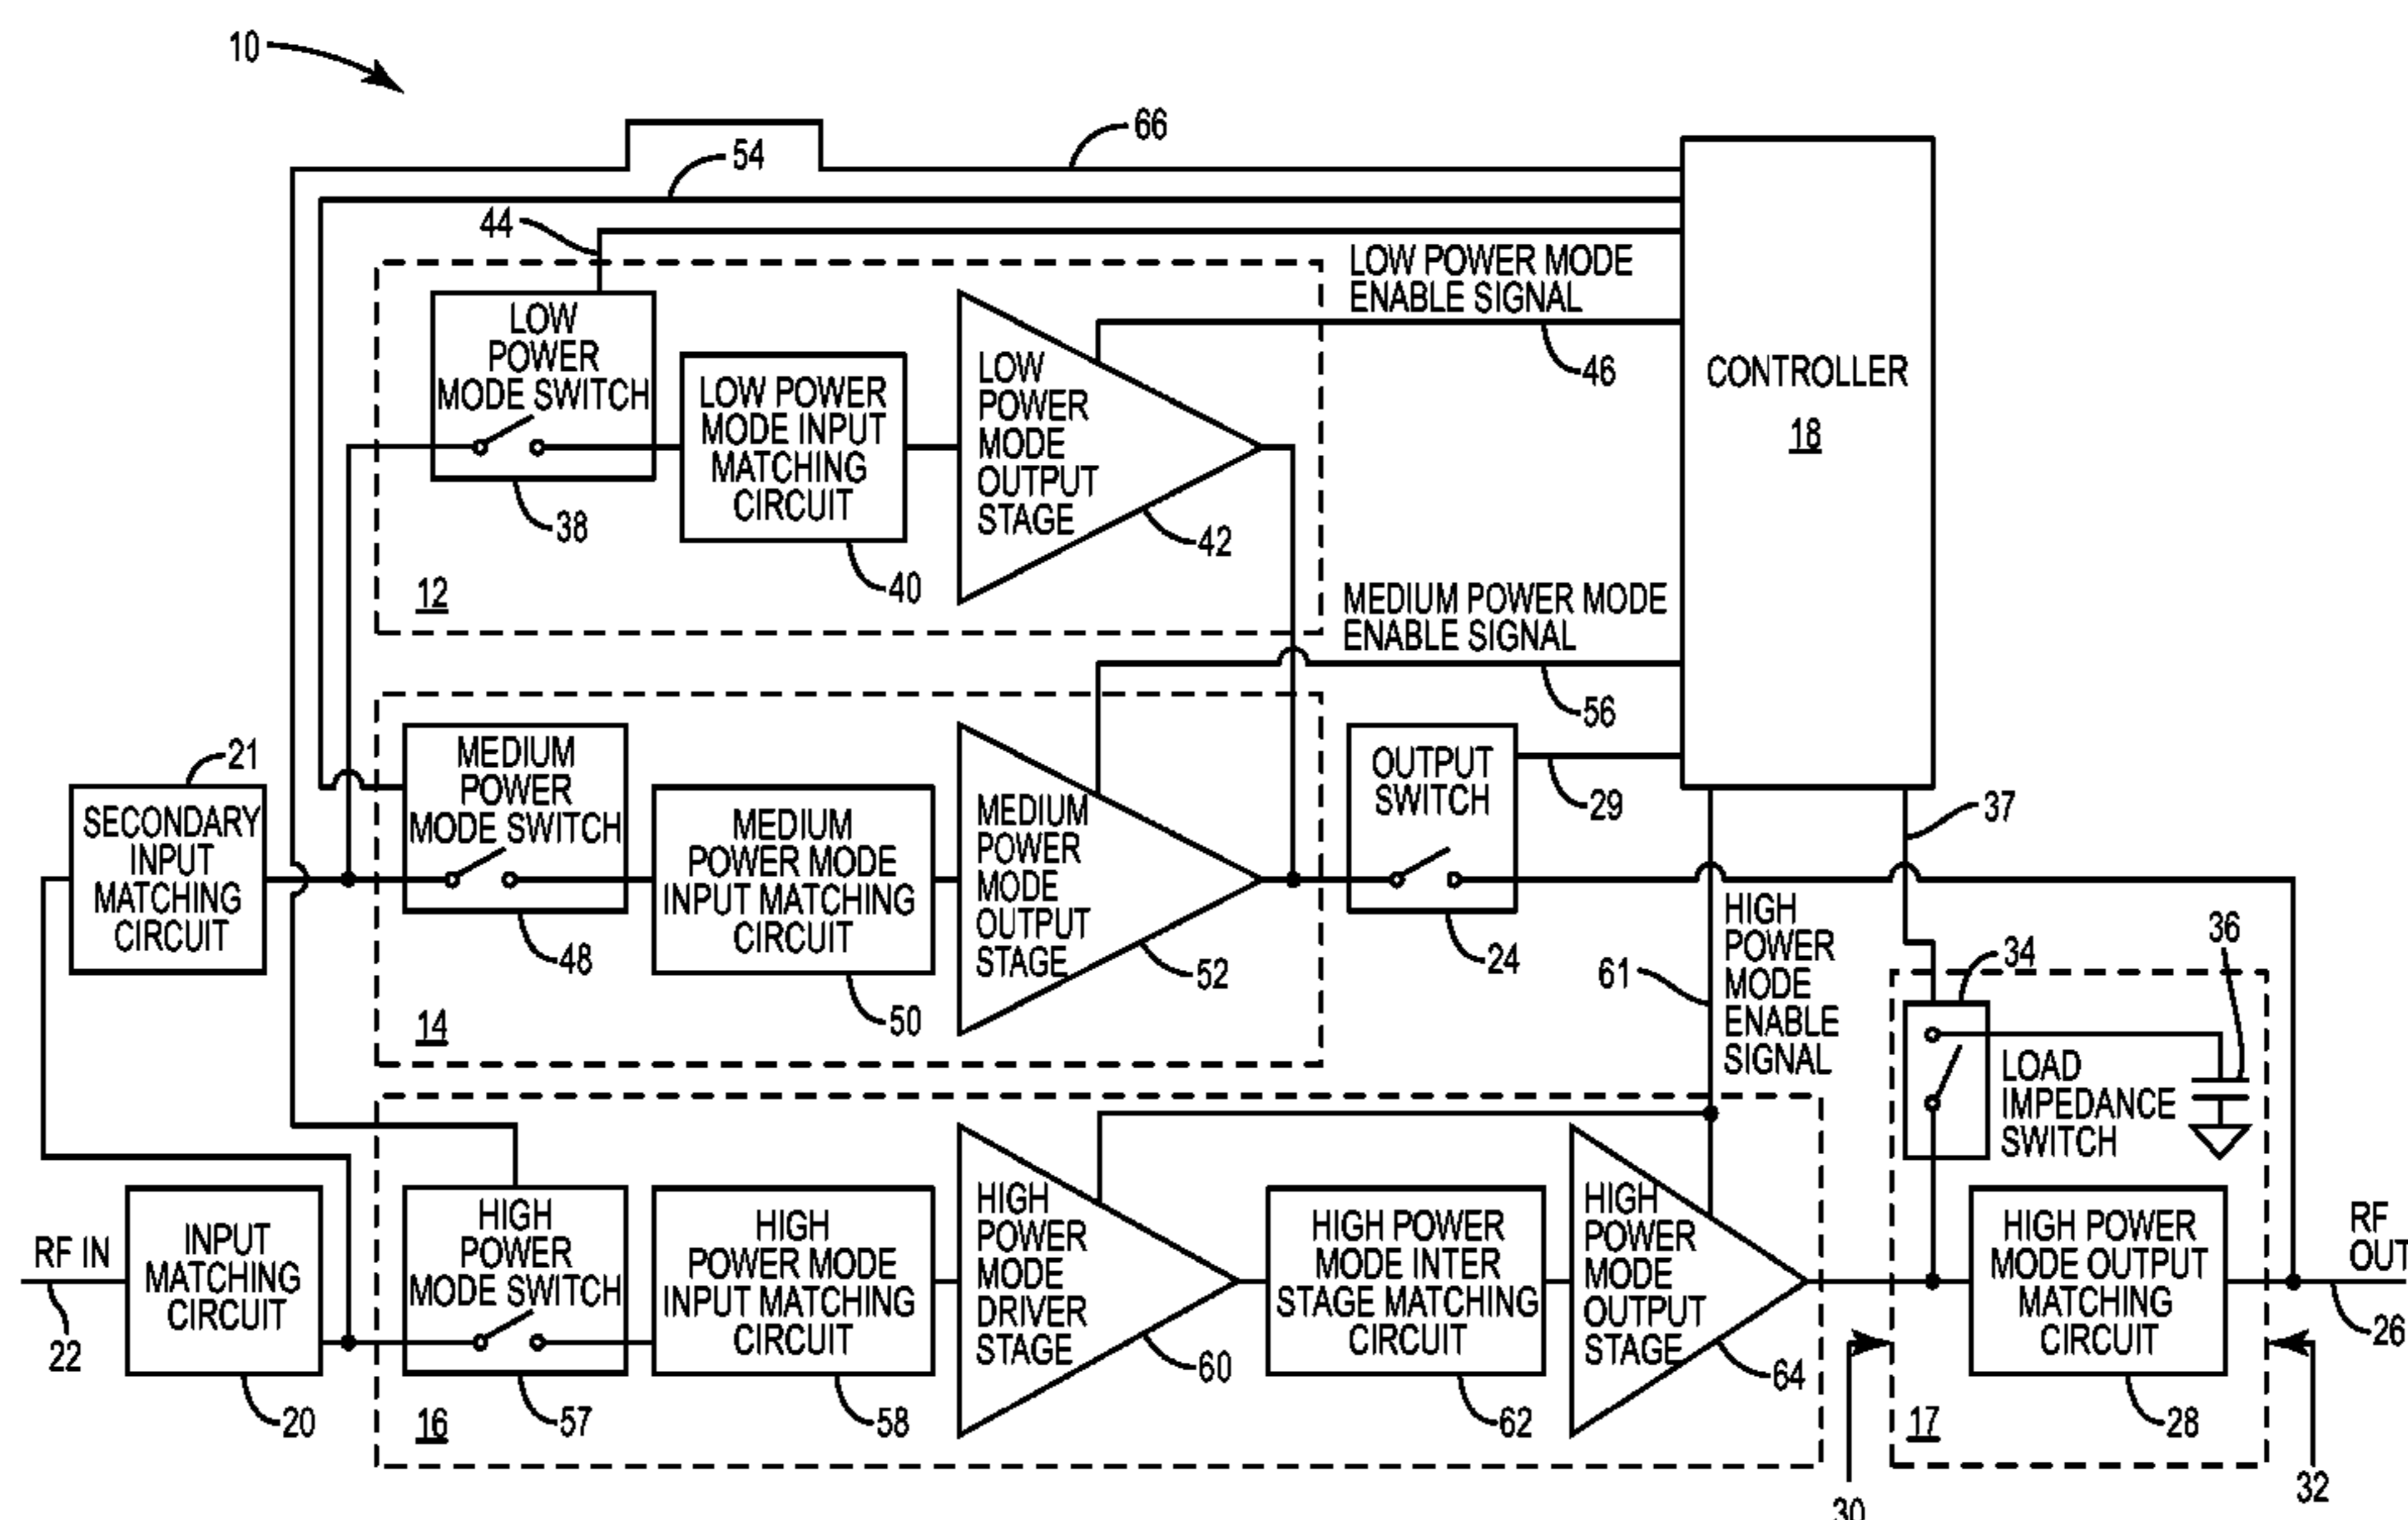 10
66
54
44
LOW POWER MODE
ENABLE SIGNAL
46
CONTROLLER
18
LOW
POWER
MODE SWITCH
38
LOW POWER
MODE INPUT
MATCHING
CIRCUIT
40
LOW
POWER
MODE
OUTPUT
STAGE
42
12
MEDIUM POWER MODE
ENABLE SIGNAL
56
21
SECONDARY
INPUT
MATCHING
CIRCUIT
MEDIUM
POWER
MODE SWITCH
48
MEDIUM
POWER MODE
INPUT MATCHING
CIRCUIT
50
MEDIUM
POWER
MODE
OUTPUT
STAGE
52
14
OUTPUT
SWITCH
24
29
37
HIGH
POWER
MODE
ENABLE
SIGNAL
61
34
36
LOAD
IMPEDANCE
SWITCH
RF IN
22
INPUT
MATCHING
CIRCUIT
20
HIGH
POWER
MODE SWITCH
57
HIGH
POWER MODE
INPUT MATCHING
CIRCUIT
58
HIGH
POWER
MODE
DRIVER
STAGE
60
HIGH POWER
MODE INTER
STAGE MATCHING
CIRCUIT
62
HIGH
POWER
MODE
OUTPUT
STAGE
64
16
HIGH POWER
MODE OUTPUT
MATCHING
CIRCUIT
28
17
RF
OUT
26
30
32